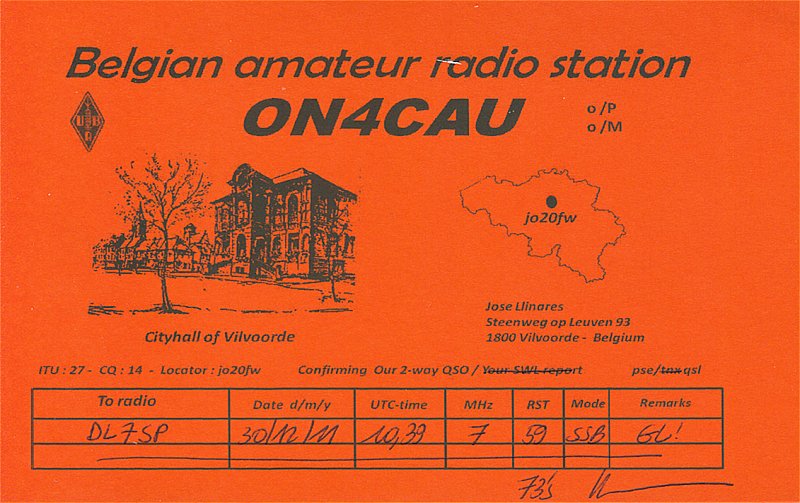 Belgian amateur radio station
ON4CAU
o /P
o /M
UBA
jo20fw
Jose Llinares
Steenweg op Leuven 93
1800 Vilvoorde - Belgium
Cityhall of Vilvoorde
ITU : 27 - CQ : 14 - Locator : jo20fw Confirming Our 2-way QSO / Your SWL report pse/tnx qsl
To radio Date d/m/y UTC-time MHz RST Mode Remarks
DL7SP 30/12/11 10,39 7 59 SSB GL!
73's